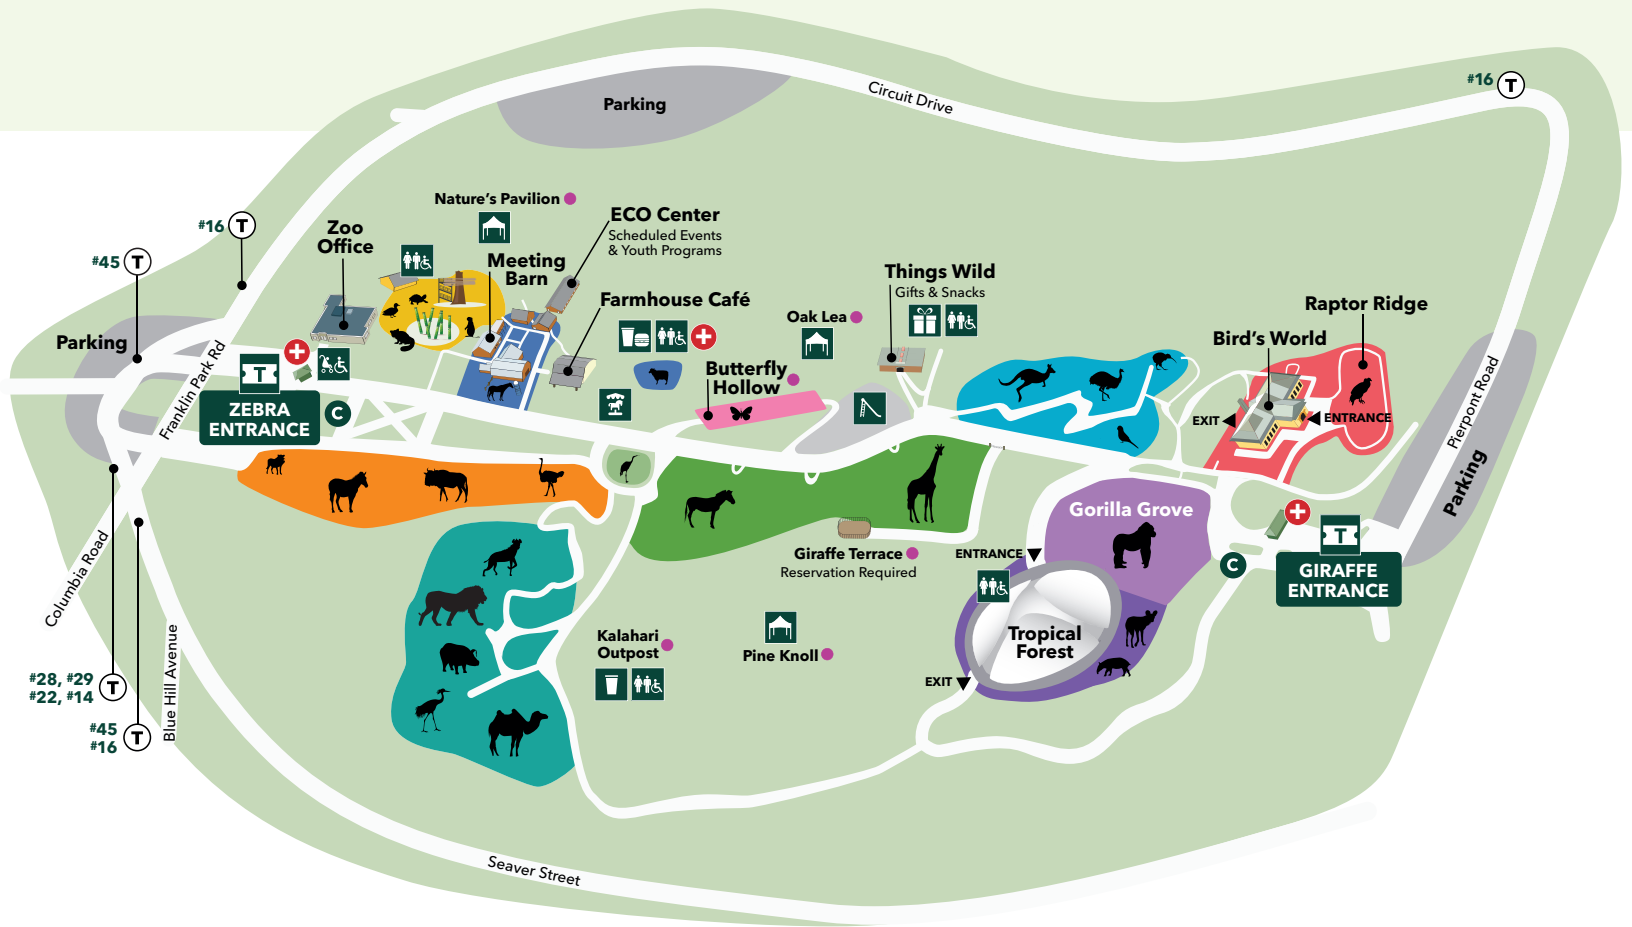 Parking
Circuit Drive
#16 T
Nature's Pavilion
ECO Center
Scheduled Events
& Youth Programs
#16 T
Zoo
Office
#45 T
Meeting
Barn
Things Wild
Gifts & Snacks
Farmhouse Café
Raptor Ridge
Oak Lea
Bird's World
Parking
Butterfly
Hollow
Franklin Park Rd
T
ZEBRA
ENTRANCE
C
EXIT
ENTRANCE
Pierpont Road
Parking
Gorilla Grove
T
GIRAFFE
ENTRANCE
C
Giraffe Terrace
Reservation Required
ENTRANCE
Columbia Road
Tropical
Forest
Kalahari
Outpost
Pine Knoll
EXIT
#28, #29
#22, #14
T
Blue Hill Avenue
#45
#16
T
Seaver Street